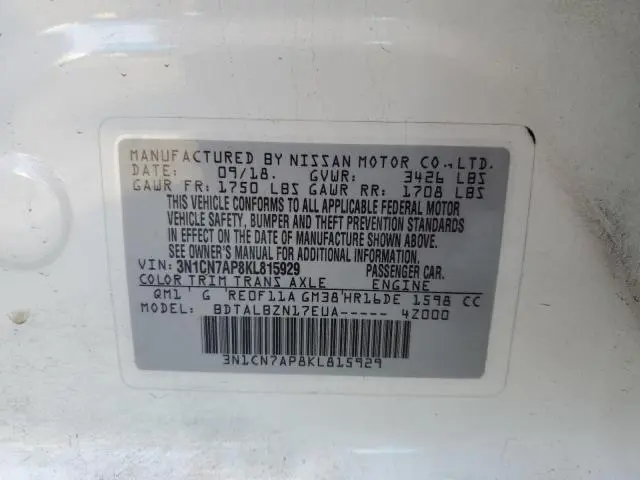 MANUFACTURED BY NISSAN MOTOR CO.,LTD.
DATE: 09/18. GVWR: 3426 LBS
GAWR FR: 1750 LBS GAWR RR: 1708 LBS
THIS VEHICLE CONFORMS TO ALL APPLICABLE FEDERAL MOTOR
VEHICLE SAFETY, BUMPER AND THEFT PREVENTION STANDARDS
IN EFFECT ON THE DATE OF MANUFACTURE SHOWN ABOVE.
SEE OWNER'S MANUAL FOR ADDITIONAL INFORMATION.
VIN: 3N1CN7AP8KL815929 PASSENGER CAR.
COLOR TRIM TRANS AXLE ENGINE
QM1 G RE0F11A GM38 HR16DE 1598 CC
MODEL: BDTALBZN17EUA----- 4Z000
3N1CN7AP8KL815929